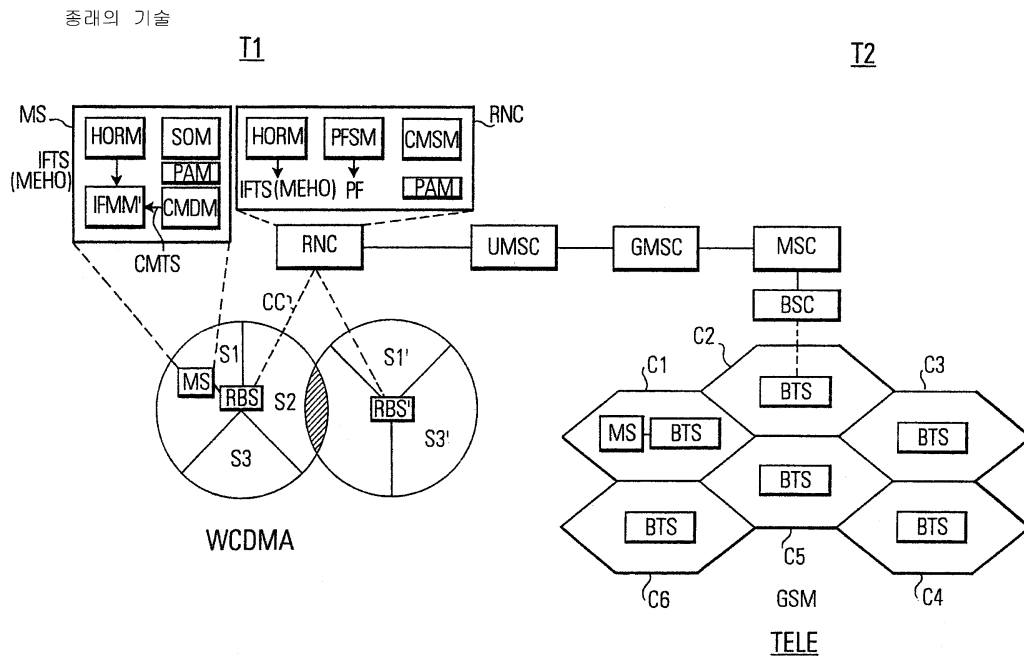 종래의 기술
T1
T2
MS
HORM
SOM
PAM
IFMM'
CMDM
IFTS
(MEHO)
CMTS
HORM
PFSM
CMSM
IFTS(MEHO)
PF
PAM
RNC
RNC
UMSC
GMSC
MSC
BSC
CC
S1
MS
RBS
S2
S3
S1'
RBS'
S3'
WCDMA
C1
C2
C3
BTS
MS
BTS
BTS
BTS
BTS
BTS
C5
C6
C4
GSM
TELE